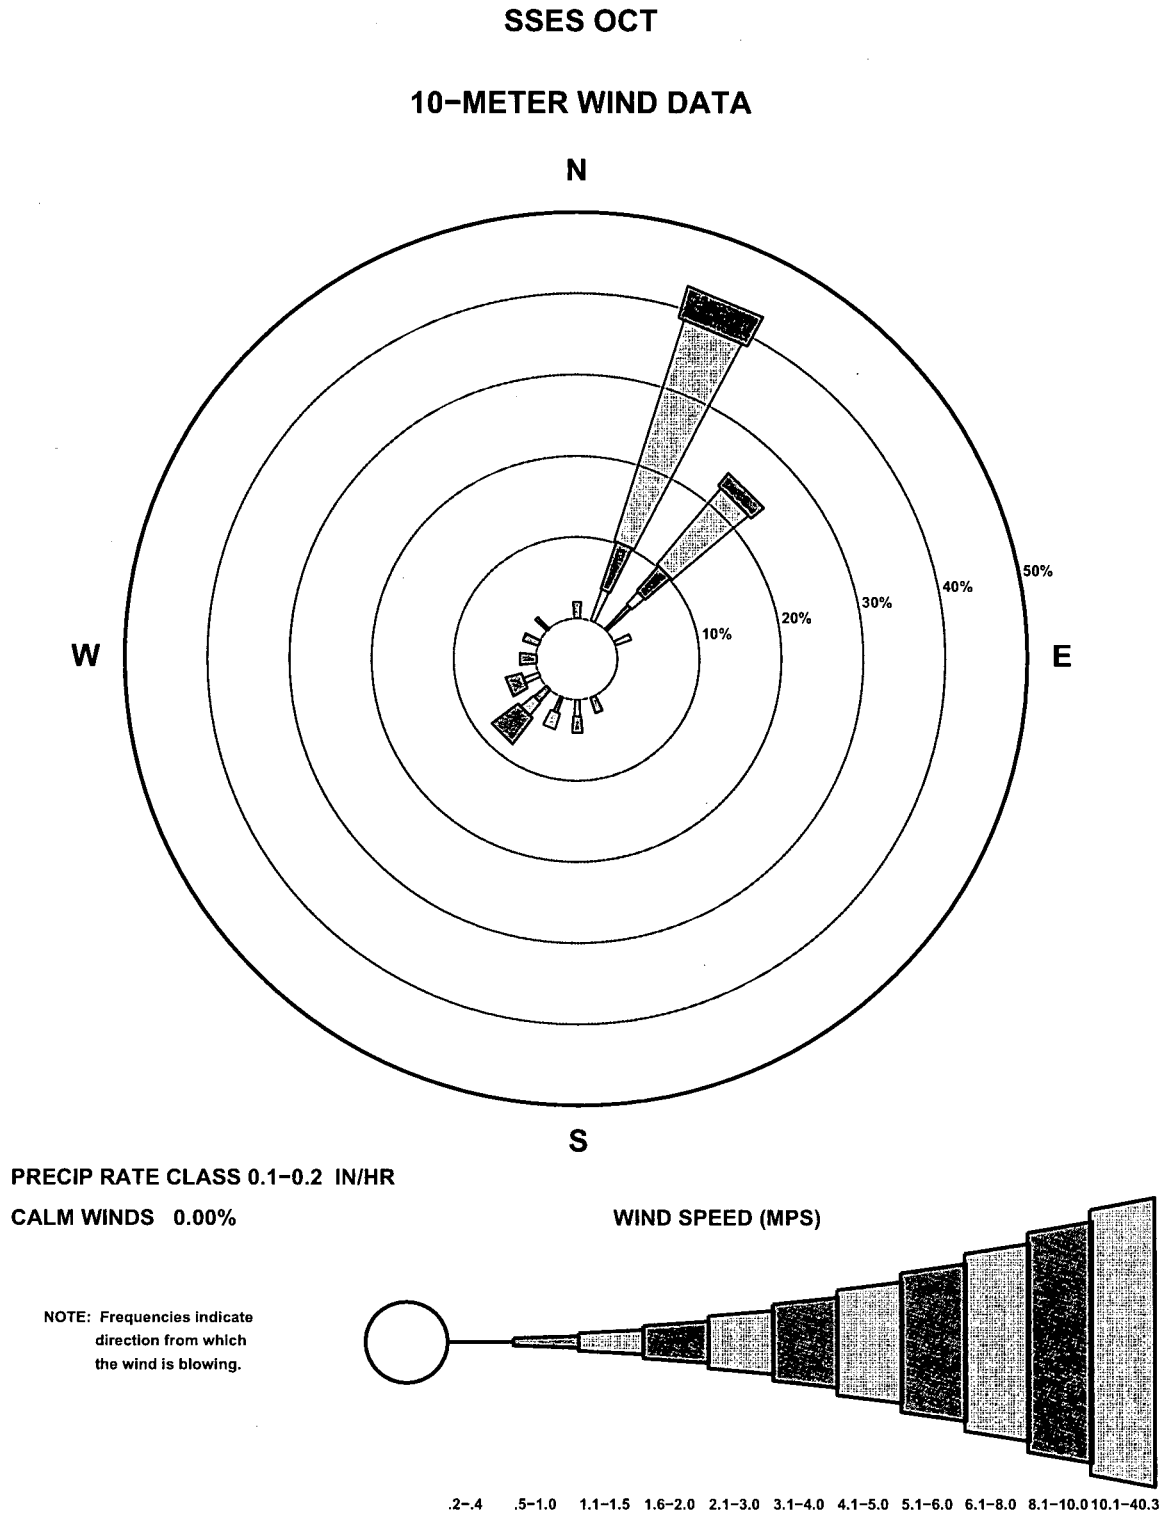 SSES OCT
10-METER WIND DATA
N
50%
40%
30%
20%
10%
W
E
S
PRECIP RATE CLASS 0.1-0.2 IN/HR
CALM WINDS 0.00%
WIND SPEED (MPS)
NOTE: Frequencies indicate
direction from which
the wind is blowing.
.2-.4 .5-1.0 1.1-1.5 1.6-2.0 2.1-3.0 3.1-4.0 4.1-5.0 5.1-6.0 6.1-8.0 8.1-10.0 10.1-40.3